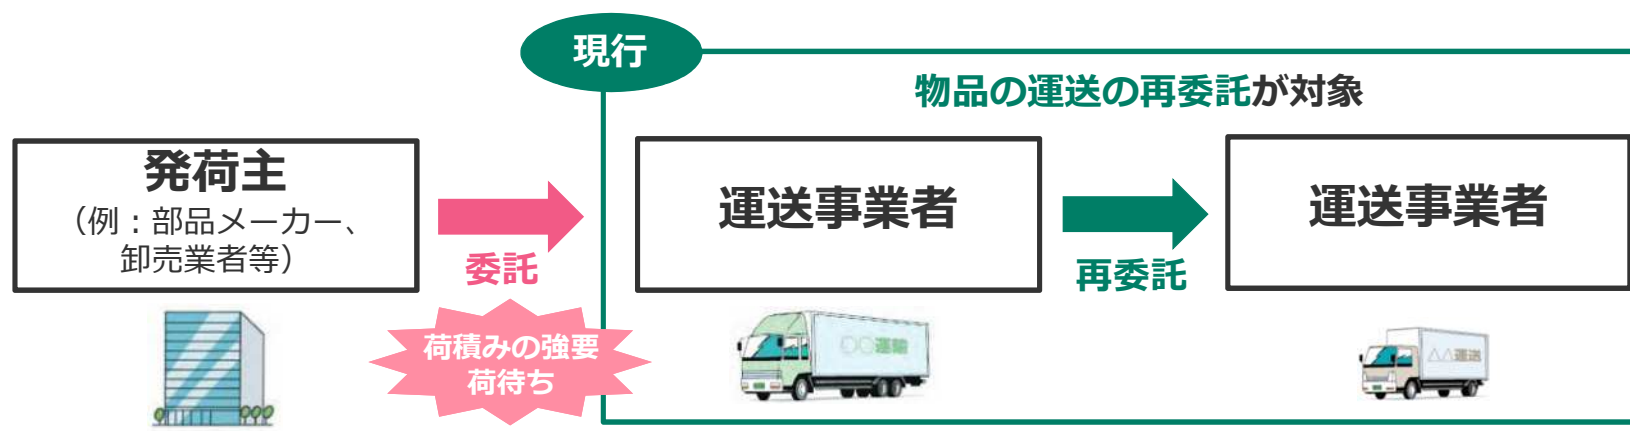 現行
物品の運送の再委託が対象
発荷主
（例：部品メーカー、
卸売業者等）
委託
荷積みの強要
荷待ち
運送事業者
再委託
運送事業者
〇〇運輸
△△運送